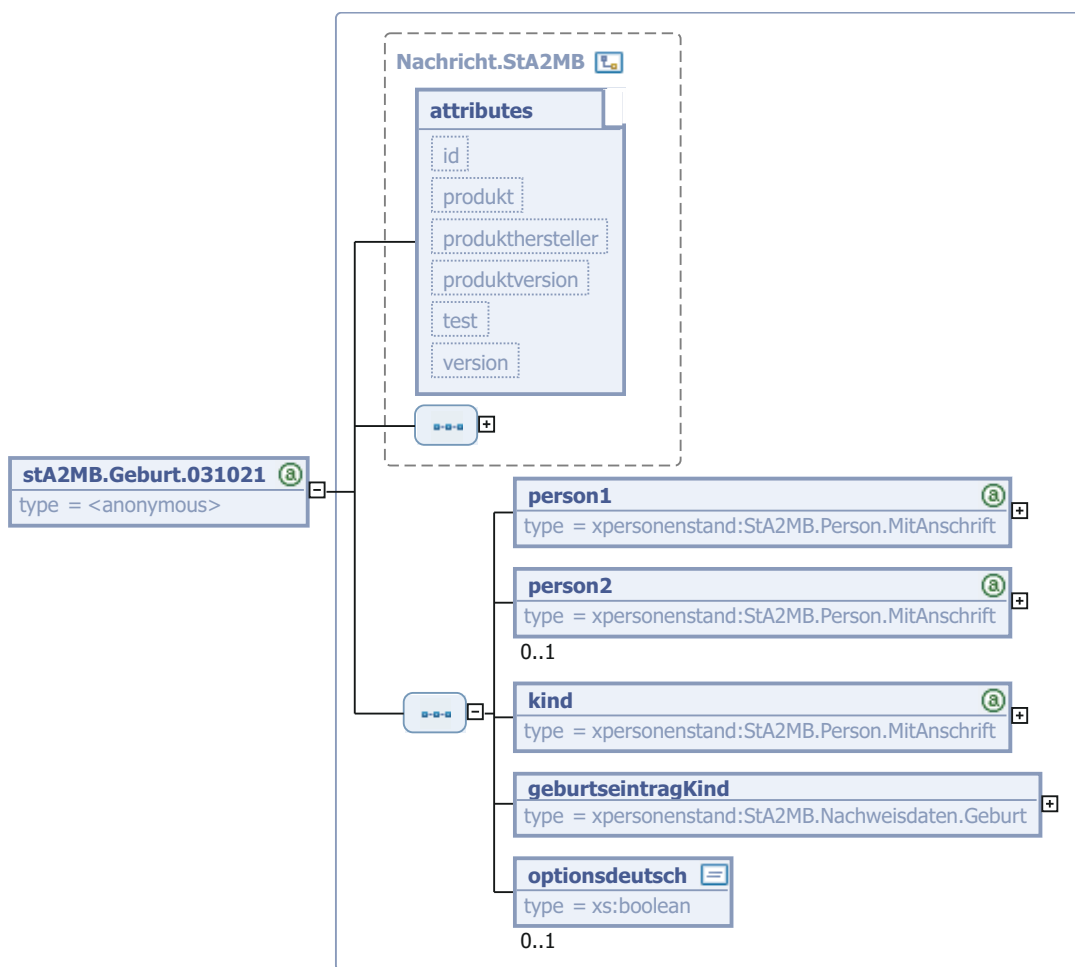 Nachricht.StA2MB
attributes
id
produkt
produkthersteller
produktversion
test
version
stA2MB.Geburt.031021 a
type = <anonymous>
person1 a
type = xpersonenstand:StA2MB.Person.MitAnschrift
person2 a
type = xpersonenstand:StA2MB.Person.MitAnschrift
0..1
kind a
type = xpersonenstand:StA2MB.Person.MitAnschrift
geburtseintragKind
type = xpersonenstand:StA2MB.Nachweisdaten.Geburt
optionsdeutsch
type = xs:boolean
0..1